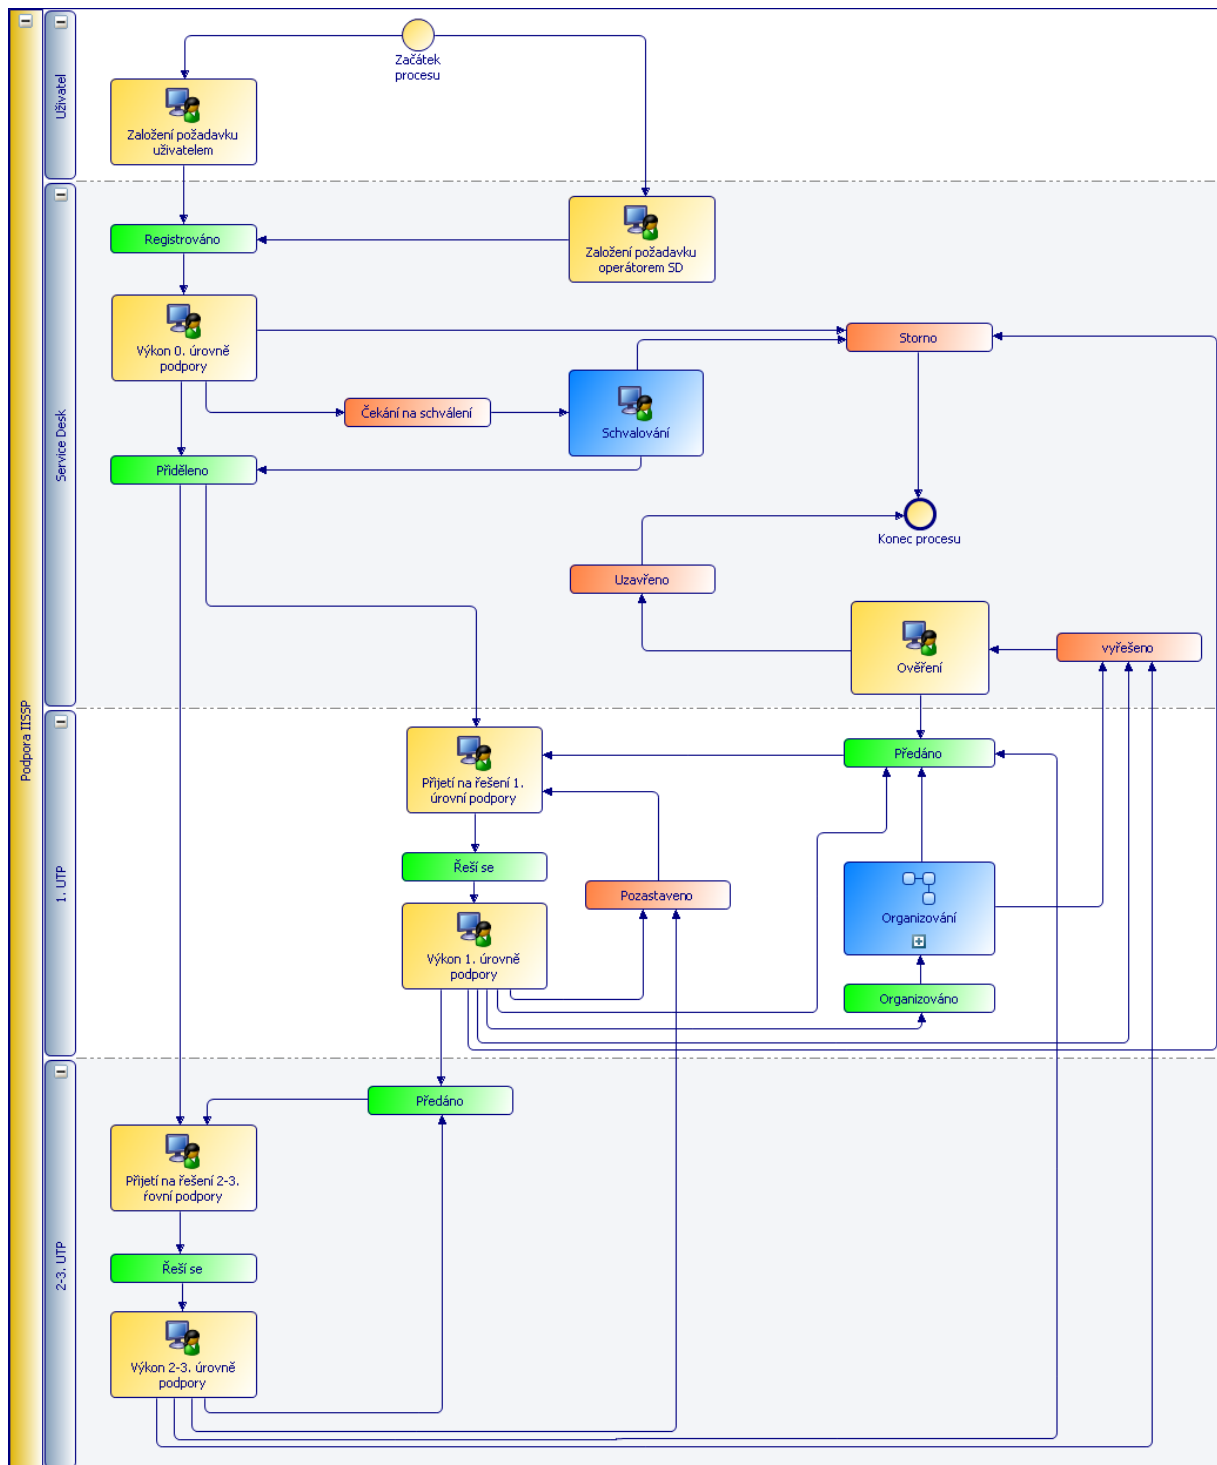 Podpora IISSP
Uživatel
Začátek
procesu
Založení požadavku
uživatelem
Service Desk
Registrováno
Založení požadavku
operátorem SD
Výkon 0. úrovně
podpory
Storno
Čekání na schválení
Schvalování
Přiděleno
Konec procesu
Uzavřeno
Ověření
vyřešeno
1. UTP
Přijetí na řešení 1.
úrovní podpory
Předáno
Řeší se
Pozastaveno
Organizování
Výkon 1. úrovně
podpory
Organizováno
2-3. UTP
Předáno
Přijetí na řešení 2-3.
řovní podpory
Řeší se
Výkon 2-3. úrovně
podpory